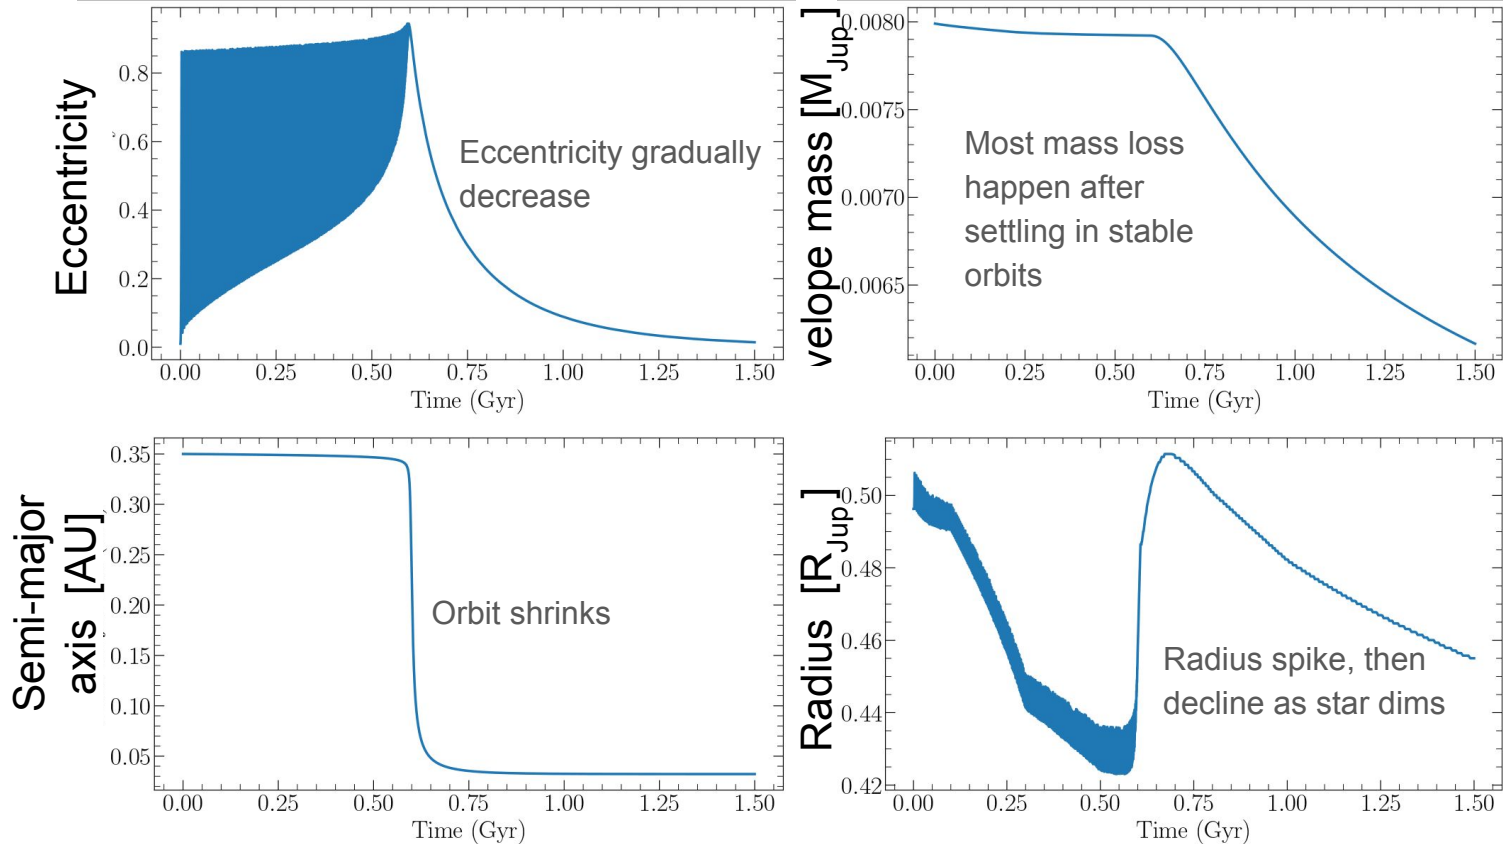 Eccentricity
0.8
0.6
0.4
0.2
0.0
Eccentricity gradually
decrease
0.00 0.25 0.50 0.75 1.00 1.25 1.50
Time (Gyr)
velope mass [M_Jup]
0.0080
0.0075
0.0070
0.0065
Most mass loss
happen after
settling in stable
orbits
0.00 0.25 0.50 0.75 1.00 1.25 1.50
Time (Gyr)
Semi-major
axis [AU]
0.35
0.30
0.25
0.20
0.15
0.10
0.05
Orbit shrinks
0.00 0.25 0.50 0.75 1.00 1.25 1.50
Time (Gyr)
Radius [R_Jup]
0.50
0.48
0.46
0.44
0.42
Radius spike, then
decline as star dims
0.00 0.25 0.50 0.75 1.00 1.25 1.50
Time (Gyr)